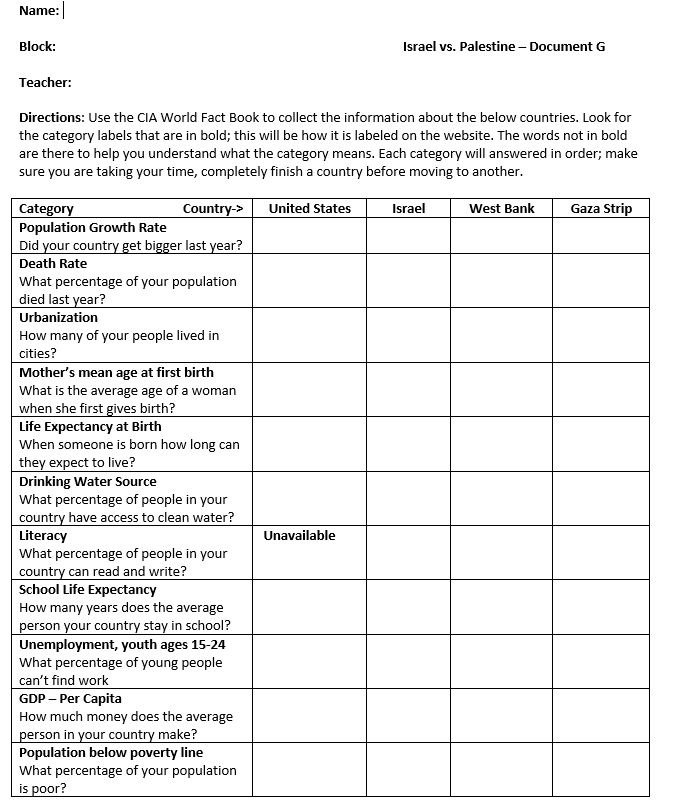 Name:
Block: Israel vs. Palestine – Document G
Teacher:
Directions: Use the CIA World Fact Book to collect the information about the below countries. Look for
the category labels that are in bold; this will be how it is labeled on the website. The words not in bold
are there to help you understand what the category means. Each category will answered in order; make
sure you are taking your time, completely finish a country before moving to another.
Category Country-> United States Israel West Bank Gaza Strip
Population Growth Rate
Did your country get bigger last year?
Death Rate
What percentage of your population
died last year?
Urbanization
How many of your people lived in
cities?
Mother’s mean age at first birth
What is the average age of a woman
when she first gives birth?
Life Expectancy at Birth
When someone is born how long can
they expect to live?
Drinking Water Source
What percentage of people in your
country have access to clean water?
Literacy Unavailable
What percentage of people in your
country can read and write?
School Life Expectancy
How many years does the average
person your country stay in school?
Unemployment, youth ages 15-24
What percentage of young people
can’t find work
GDP – Per Capita
How much money does the average
person in your country make?
Population below poverty line
What percentage of your population
is poor?